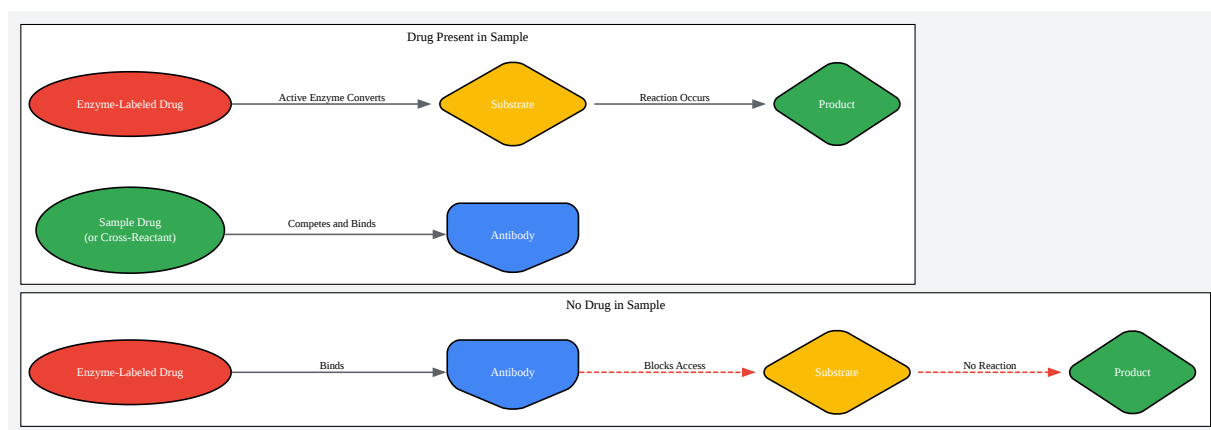 Drug Present in Sample
Enzyme-Labeled Drug
Active Enzyme Converts
Substrate
Reaction Occurs
Product
Sample Drug
(or Cross-Reactant)
Competes and Binds
Antibody
No Drug in Sample
Enzyme-Labeled Drug
Binds
Antibody
Blocks Access
Substrate
No Reaction
Product